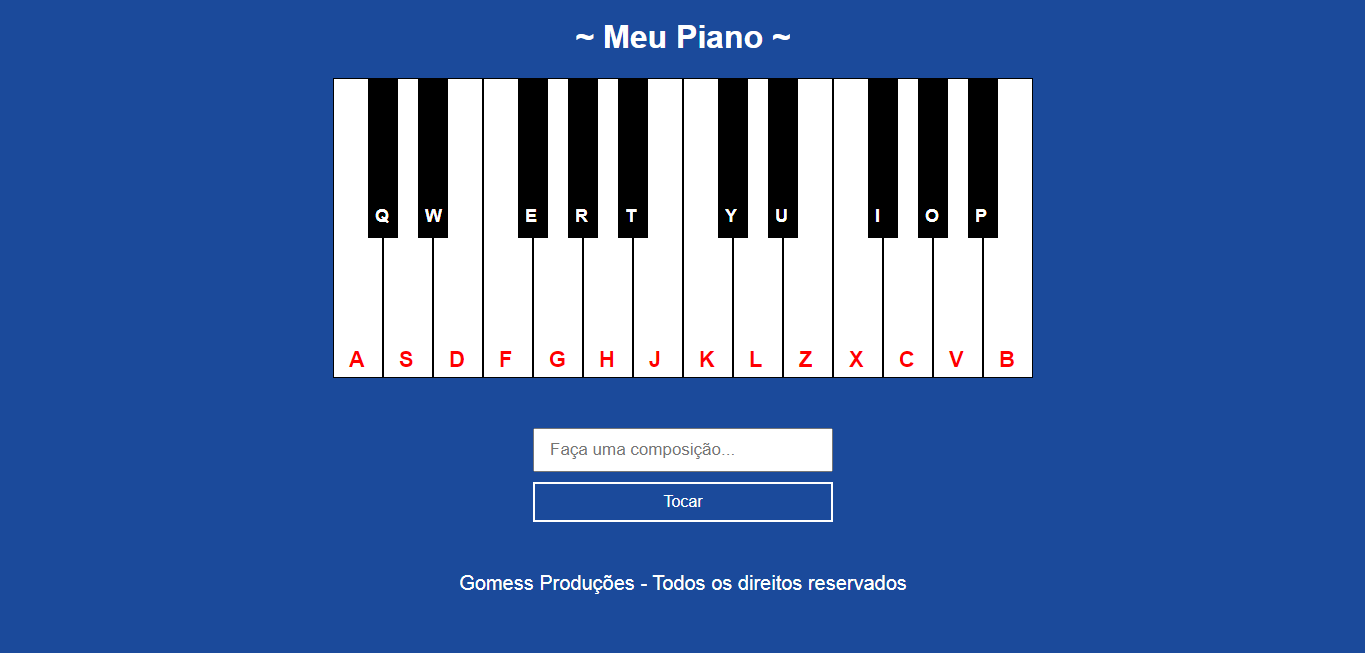 ~ Meu Piano ~
Q W E R T Y U I O P
A S D F G H J K L Z X C V B
Faça uma composição...
Tocar
Gomess Produções - Todos os direitos reservados